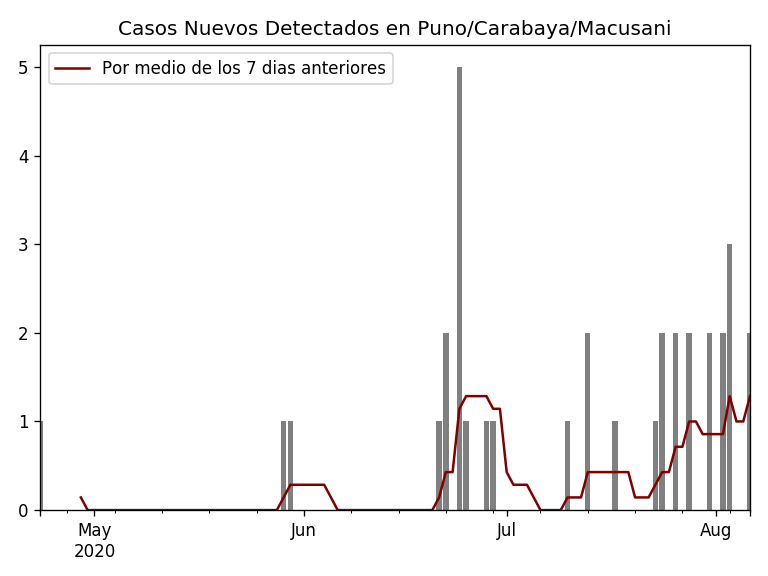 Casos Nuevos Detectados en Puno/Carabaya/Macusani
Por medio de los 7 dias anteriores
5
4
3
2
1
0
May
2020
Jun
Jul
Aug